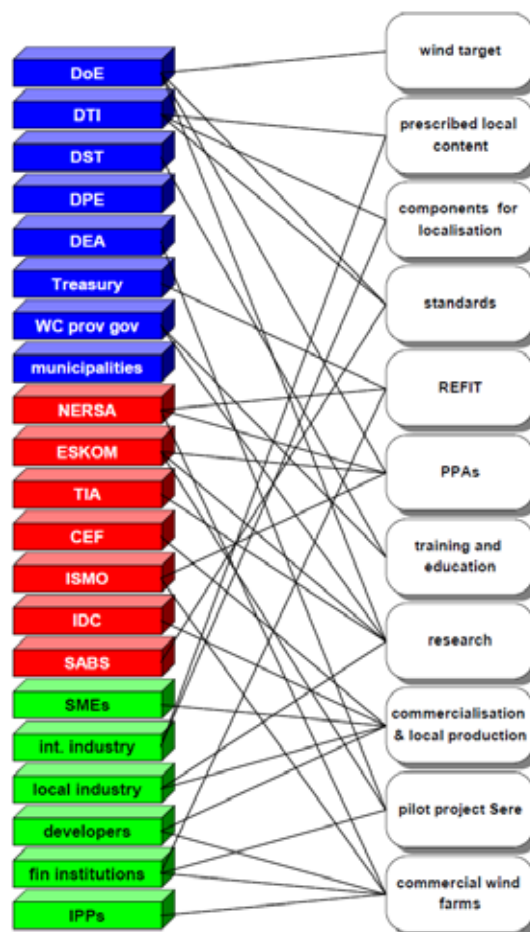 DoE
DTI
DST
DPE
DEA
Treasury
WC prov gov
municipalities
NERSA
ESKOM
TIA
CEF
ISMO
IDC
SABS
SMEs
int. industry
local industry
developers
fin institutions
IPPs
wind target
prescribed local
content
components for
localisation
standards
REFIT
PPAs
training and
education
research
commercialisation
& local production
pilot project Sere
commercial wind
farms